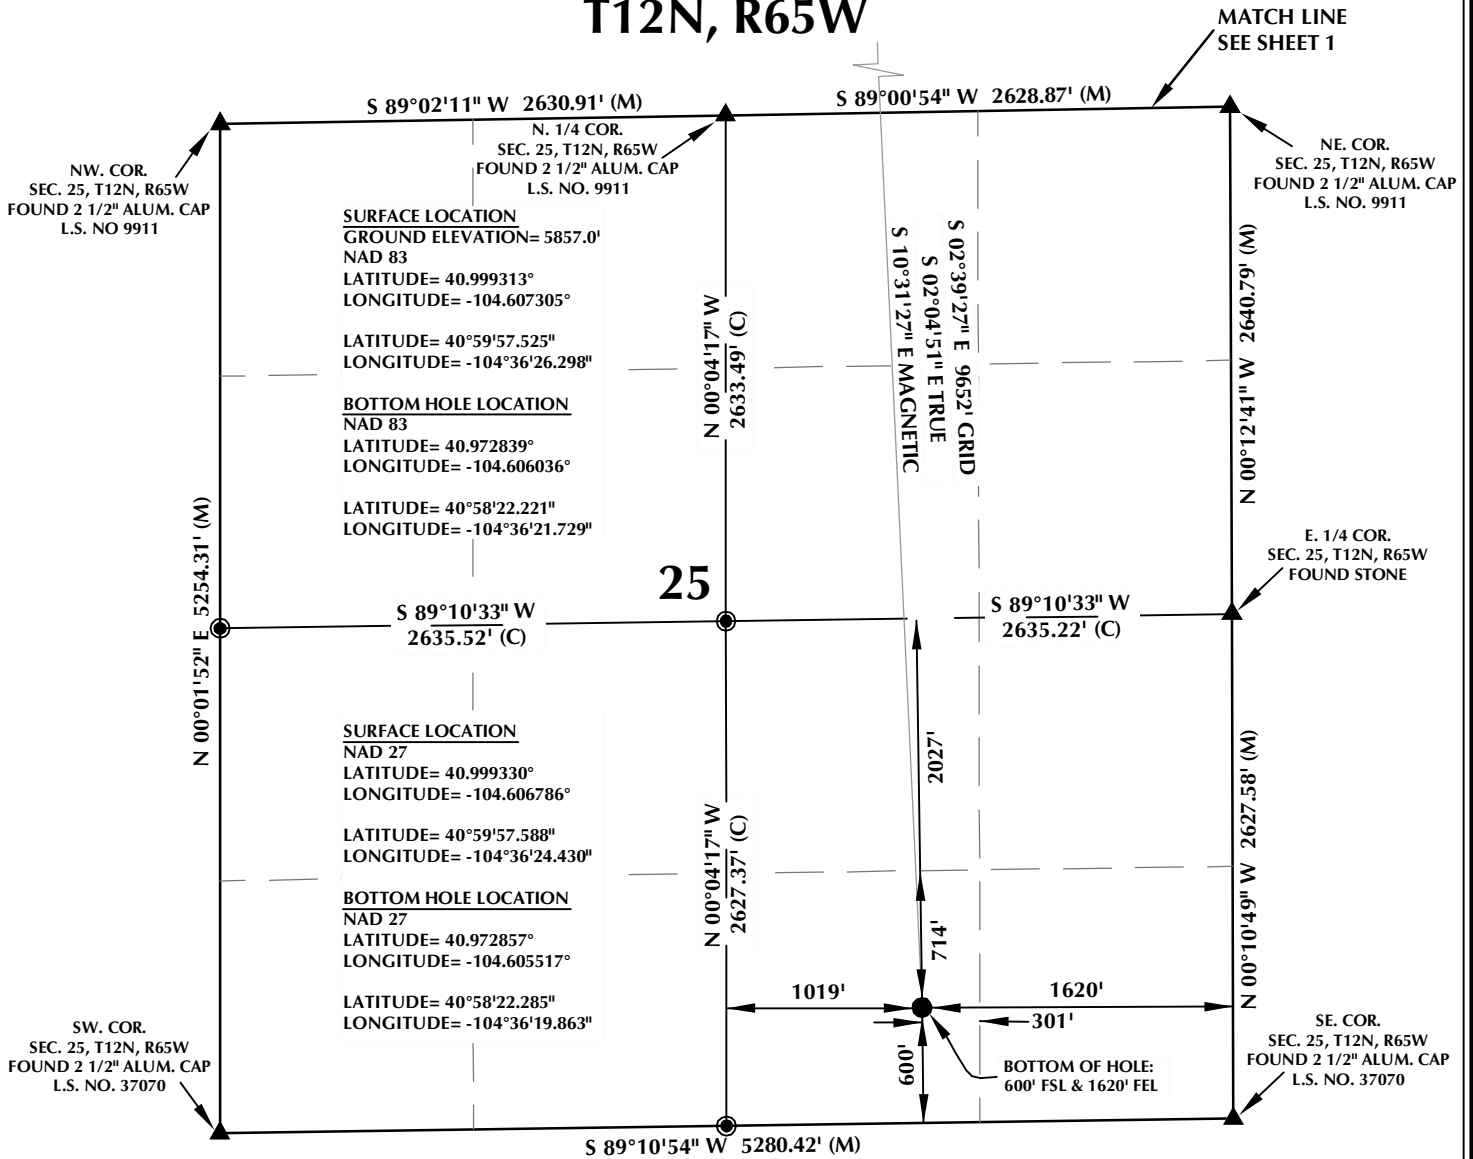 T12N, R65W
MATCH LINE
SEE SHEET 1
S 89°02'11" W 2630.91' (M)
S 89°00'54" W 2628.87' (M)
NW. COR.
SEC. 25, T12N, R65W
FOUND 2 1/2" ALUM. CAP
L.S. NO 9911
N. 1/4 COR.
SEC. 25, T12N, R65W
FOUND 2 1/2" ALUM. CAP
L.S. NO. 9911
NE. COR.
SEC. 25, T12N, R65W
FOUND 2 1/2" ALUM. CAP
L.S. NO. 9911
SURFACE LOCATION
GROUND ELEVATION= 5857.0'
NAD 83
LATITUDE= 40.999313°
LONGITUDE= -104.607305°
LATITUDE= 40°59'57.525"
LONGITUDE= -104°36'26.298"
BOTTOM HOLE LOCATION
NAD 83
LATITUDE= 40.972839°
LONGITUDE= -104.606036°
LATITUDE= 40°58'22.221"
LONGITUDE= -104°36'21.729"
N 00°04'17" W
2633.49' (C)
S 02°39'27" E 9652' GRID
S 02°04'51" E TRUE
S 10°31'27" E MAGNETIC
N 00°12'41" W 2640.79' (M)
N 00°01'52" E 5254.31' (M)
E. 1/4 COR.
SEC. 25, T12N, R65W
FOUND STONE
25
S 89°10'33" W
2635.52' (C)
S 89°10'33" W
2635.22' (C)
SURFACE LOCATION
NAD 27
LATITUDE= 40.999330°
LONGITUDE= -104.606786°
LATITUDE= 40°59'57.588"
LONGITUDE= -104°36'24.430"
BOTTOM HOLE LOCATION
NAD 27
LATITUDE= 40.972857°
LONGITUDE= -104.605517°
LATITUDE= 40°58'22.285"
LONGITUDE= -104°36'19.863"
N 00°04'17" W
2627.37' (C)
2027'
714'
N 00°10'49" W 2627.58' (M)
1019'
1620'
301'
600'
BOTTOM OF HOLE:
600' FSL & 1620' FEL
SW. COR.
SEC. 25, T12N, R65W
FOUND 2 1/2" ALUM. CAP
L.S. NO. 37070
SE. COR.
SEC. 25, T12N, R65W
FOUND 2 1/2" ALUM. CAP
L.S. NO. 37070
S 89°10'54" W 5280.42' (M)